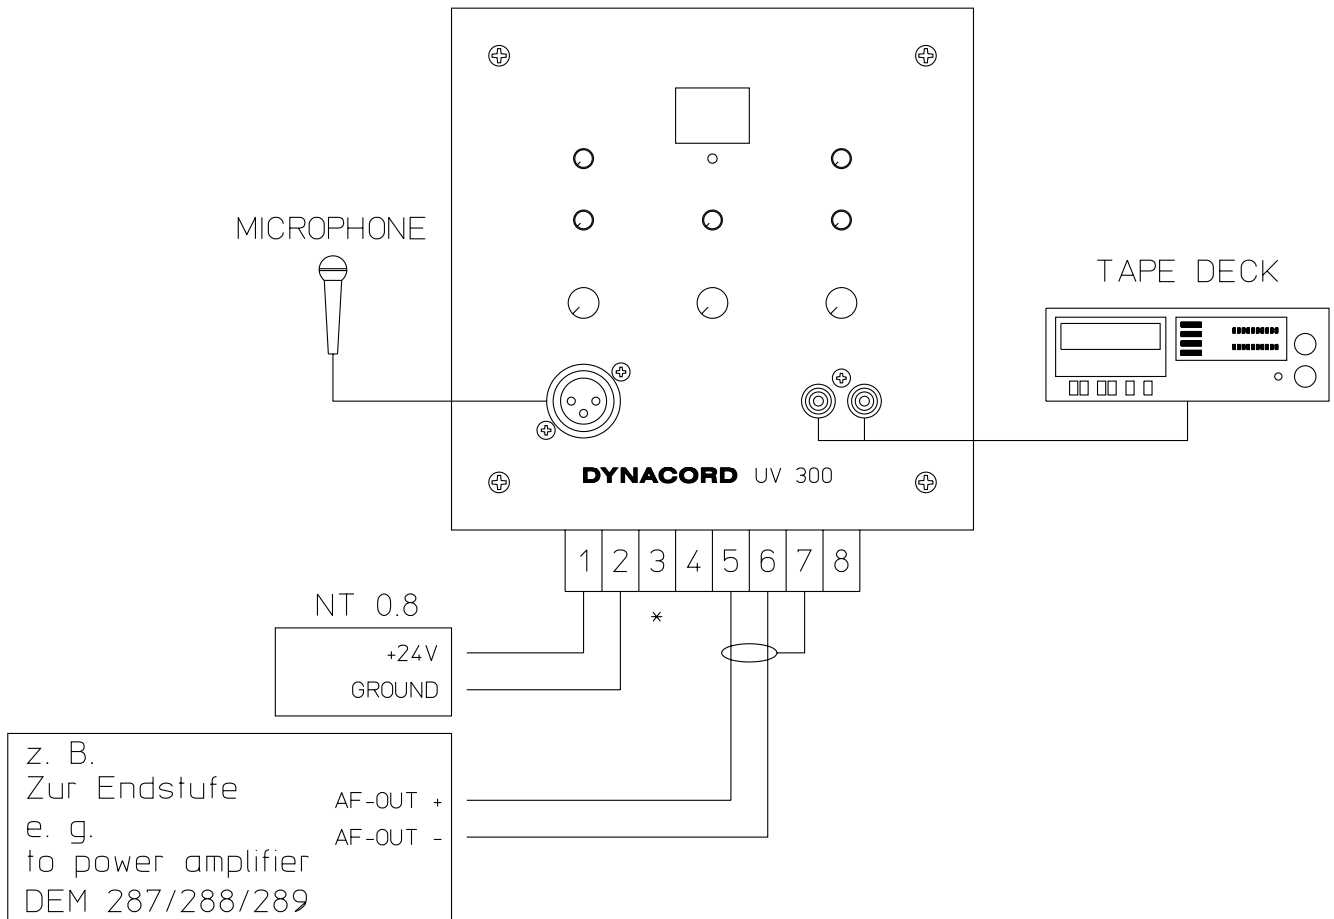 MICROPHONE
TAPE DECK
DYNACORD UV 300
1 2 3 4 5 6 7 8
*
NT 0.8
+24V
GROUND
z. B.
Zur Endstufe
AF-OUT +
e. g.
AF-OUT -
to power amplifier
DEM 287/288/289